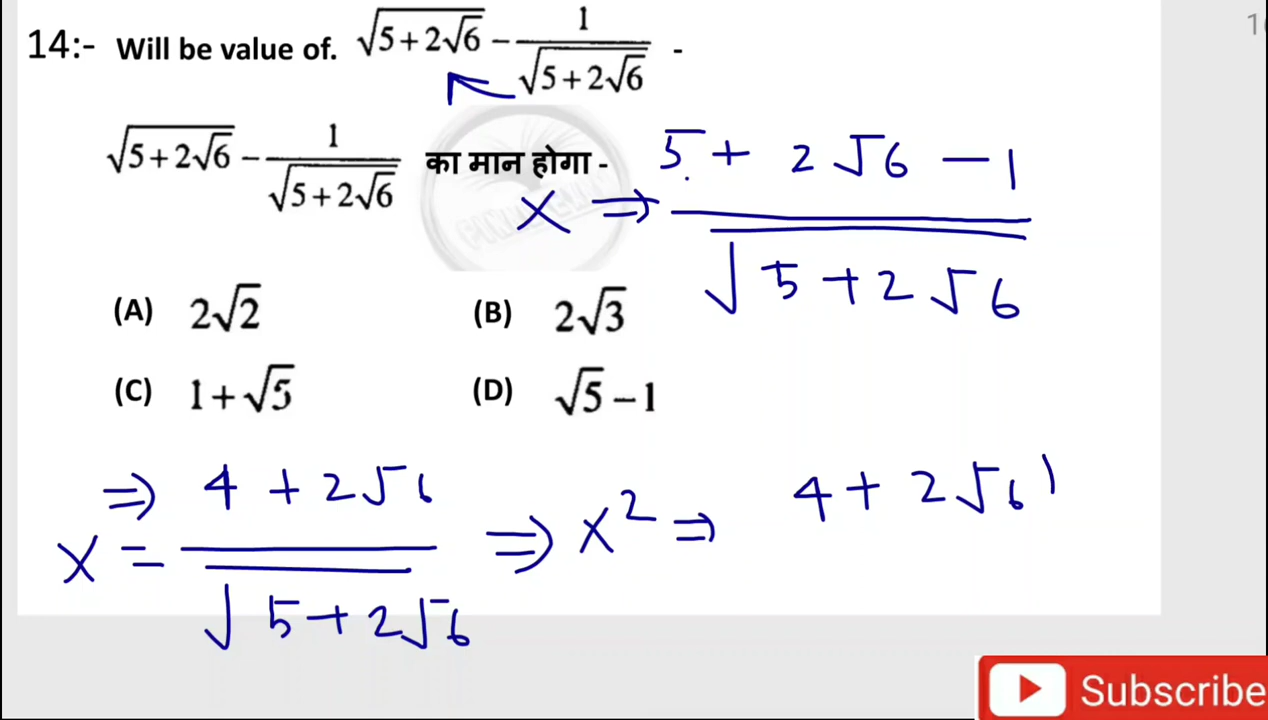 14:- Will be value of. √(5+2√6) − 1/√(5+2√6) -
√(5+2√6) − 1/√(5+2√6) का मान होगा -
x ⇒ (5 + 2√6 − 1)/√(5+2√6)
(A) 2√2 (B) 2√3
(C) 1+√5 (D) √5−1
⇒ x = (4 + 2√6)/√(5+2√6) ⇒ x² ⇒ 4 + 2√6)
Subscribe